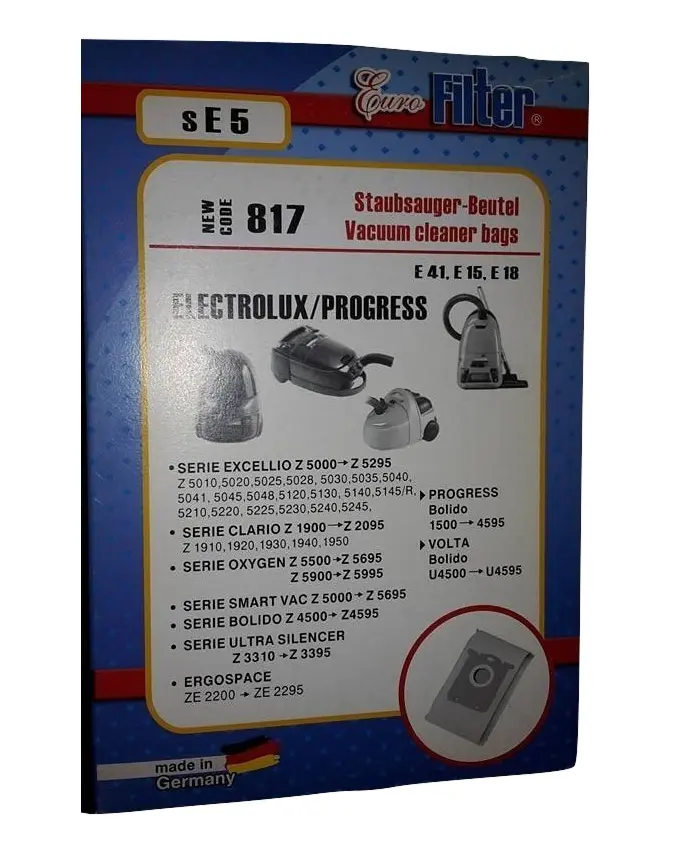 Euro Filter®
sE5
NEW CODE 817
Staubsauger-Beutel
Vacuum cleaner bags
E 41, E 15, E 18
ELECTROLUX/PROGRESS
• SERIE EXCELLIO Z 5000→Z 5295
Z 5010,5020,5025,5028, 5030,5035,5040,
5041, 5045,5048,5120,5130, 5140,5145/R,
5210,5220, 5225,5230,5240,5245,
• SERIE CLARIO Z 1900→Z 2095
Z 1910,1920,1930,1940,1950
• SERIE OXYGEN Z 5500→Z 5695
Z 5900→Z 5995
• SERIE SMART VAC Z 5000→Z 5695
• SERIE BOLIDO Z 4500→ Z4595
• SERIE ULTRA SILENCER
Z 3310→Z 3395
• ERGOSPACE
ZE 2200 → ZE 2295
PROGRESS
Bolido
1500→ 4595
VOLTA
Bolido
U4500→U4595
made in
Germany